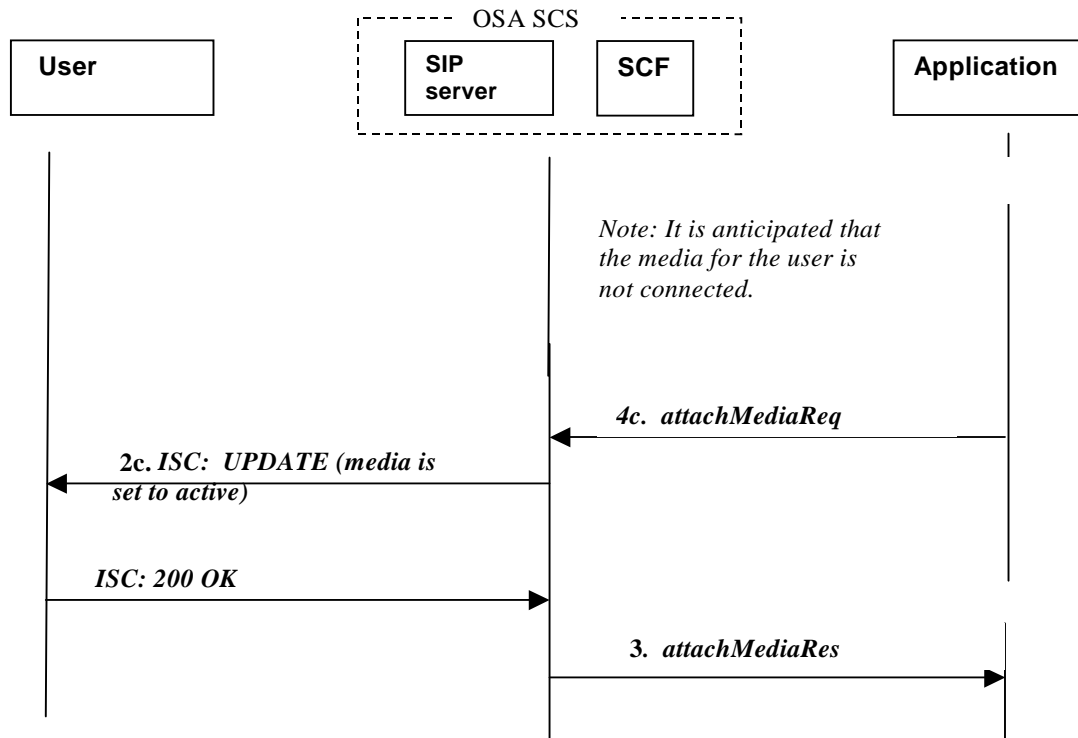 OSA SCS
User
SIP
server
SCF
Application
Note: It is anticipated that
the media for the user is
not connected.
4c. attachMediaReq
2c. ISC: UPDATE (media is
set to active)
ISC: 200 OK
3. attachMediaRes